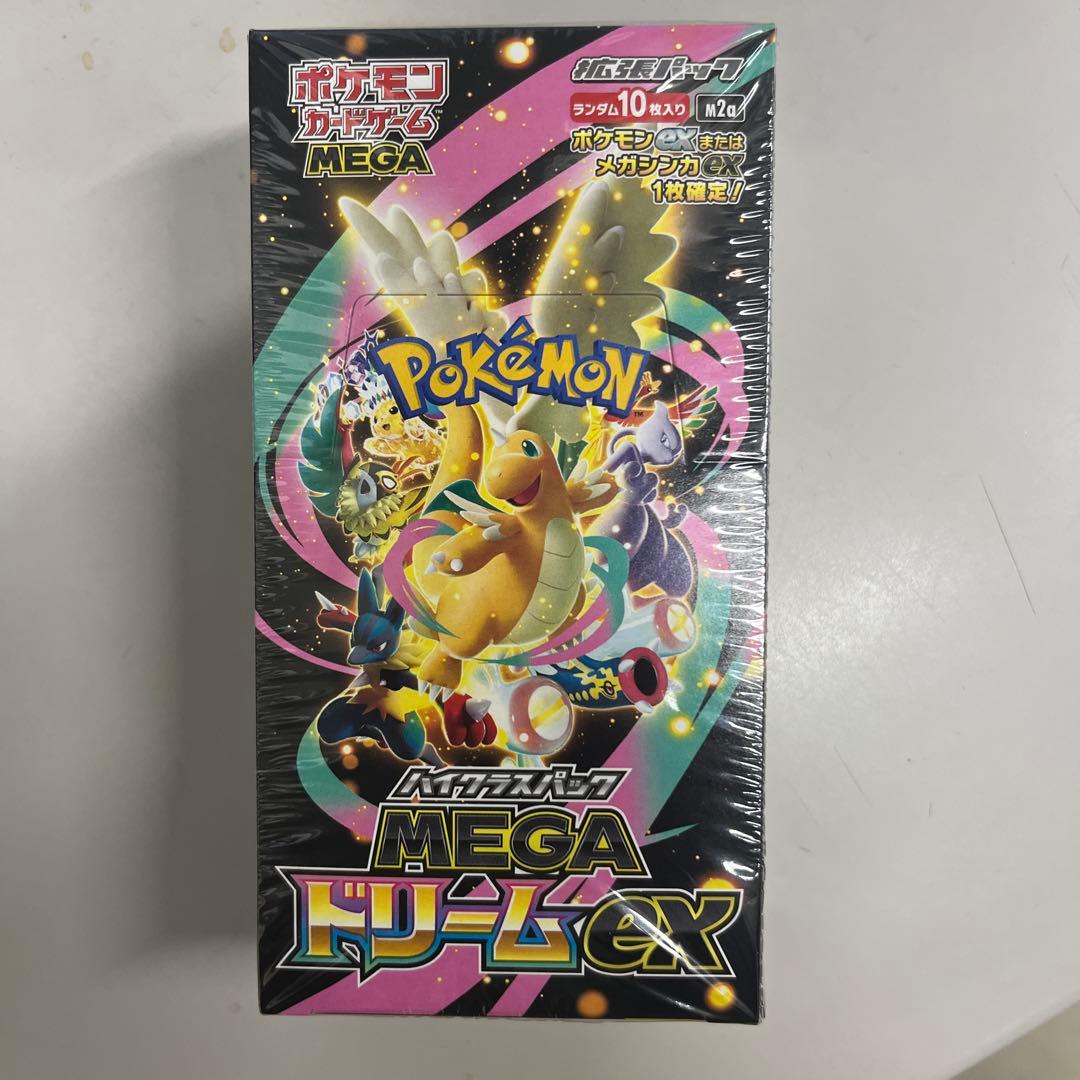 ポケモン
カードゲーム™
MEGA
拡張パック
ランダム10枚入り M2a
ポケモンexまたは
メガシンカex
1枚確定!
POKéMON™
ハイクラスパック
MEGA
ドリームex